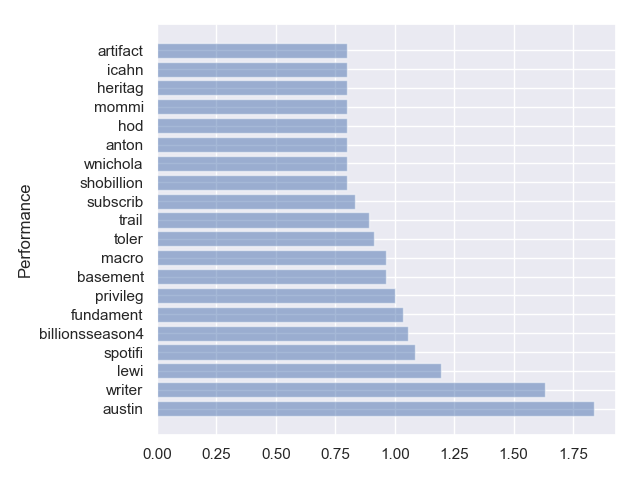 artifact
icahn
heritag
mommi
hod
anton
wnichola
shobillion
subscrib
trail
toler
macro
basement
privileg
fundament
billionsseason4
spotifi
lewi
writer
austin
Performance
0.00 0.25 0.50 0.75 1.00 1.25 1.50 1.75